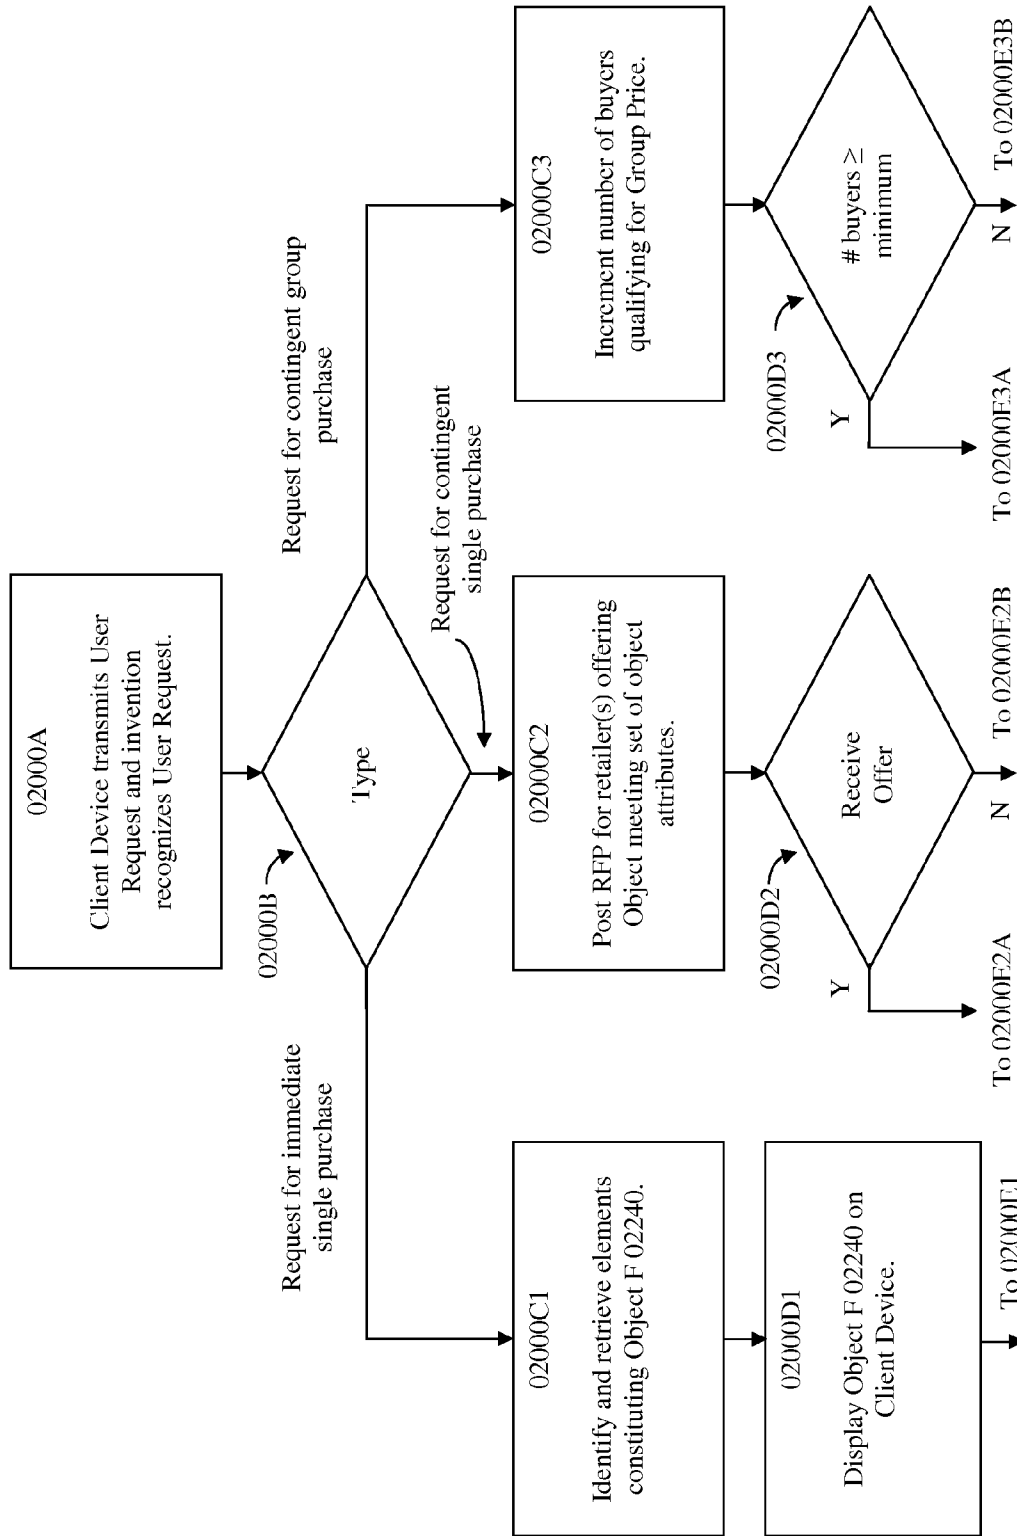 02000A
Client Device transmits User
Request and invention
recognizes User Request.
02000B
Type
Request for immediate
single purchase
Request for contingent
single purchase
Request for contingent group
purchase
02000C1
Identify and retrieve elements
constituting Object F 02240.
02000D1
Display Object F 02240 on
Client Device.
To 02000E1
02000C2
Post RFP for retailer(s) offering
Object meeting set of object
attributes.
02000D2
Receive
Offer
Y
N
To 02000E2A
To 02000E2B
02000C3
Increment number of buyers
qualifying for Group Price.
02000D3
# buyers ≥
minimum
Y
N
To 02000E3A
To 02000E3B